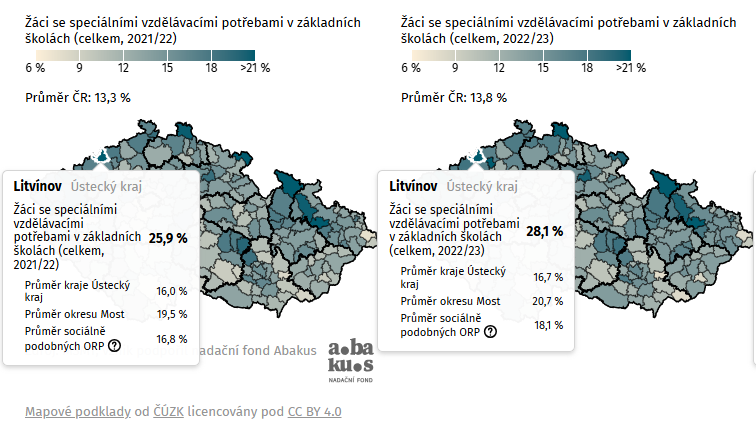 Žáci se speciálními vzdělávacími potřebami v základních
školách (celkem, 2021/22)
6 % 9 12 15 18 >21 %
Průměr ČR: 13,3 %
Litvínov Ústecký kraj
Žáci se speciálními
vzdělávacími
potřebami v základních
školách (celkem,
2021/22)
25,9 %
Průměr kraje Ústecký
kraj
16,0 %
Průměr okresu Most 19,5 %
Průměr sociálně
podobných ORP ?
16,8 %
Nadační fond Abakus
a.ba
ku.s
NADAČNÍ FOND
Mapové podklady od ČÚZK licencovány pod CC BY 4.0
Žáci se speciálními vzdělávacími potřebami v základních
školách (celkem, 2022/23)
6 % 9 12 15 18 >21 %
Průměr ČR: 13,8 %
Litvínov Ústecký kraj
Žáci se speciálními
vzdělávacími potřebami
v základních školách
(celkem, 2022/23)
28,1 %
Průměr kraje Ústecký
kraj
16,7 %
Průměr okresu Most 20,7 %
Průměr sociálně
podobných ORP ?
18,1 %